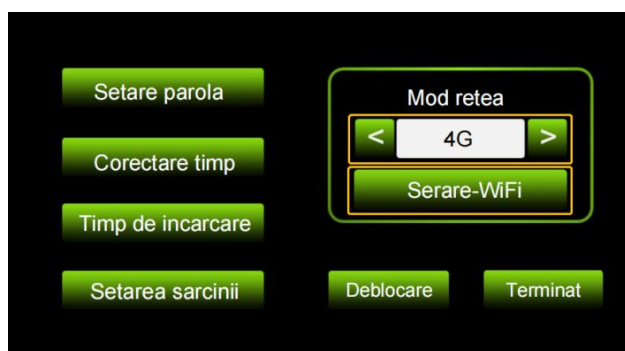 Setare parola
Corectare timp
Timp de incarcare
Setarea sarcinii
Mod retea
< 4G >
Serare-WiFi
Deblocare
Terminat